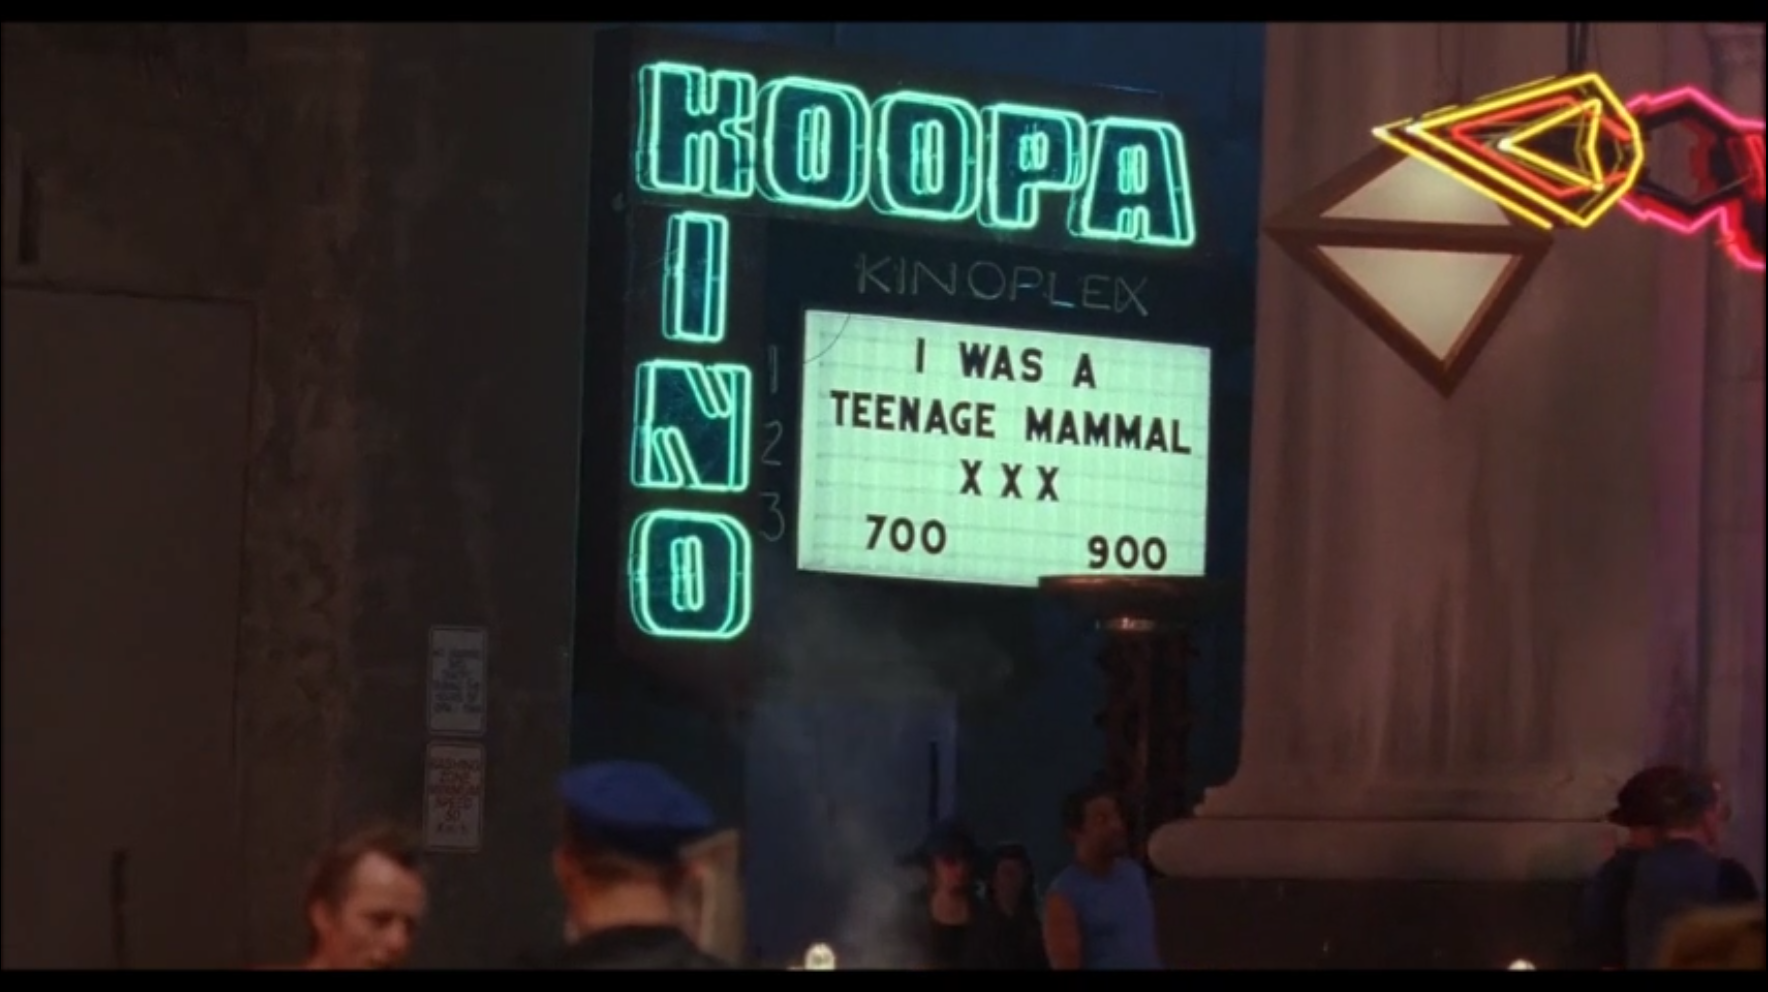 KOOPA
KINO
KINOPLEX
1
2
3
I WAS A
TEENAGE MAMMAL
XXX
700 900